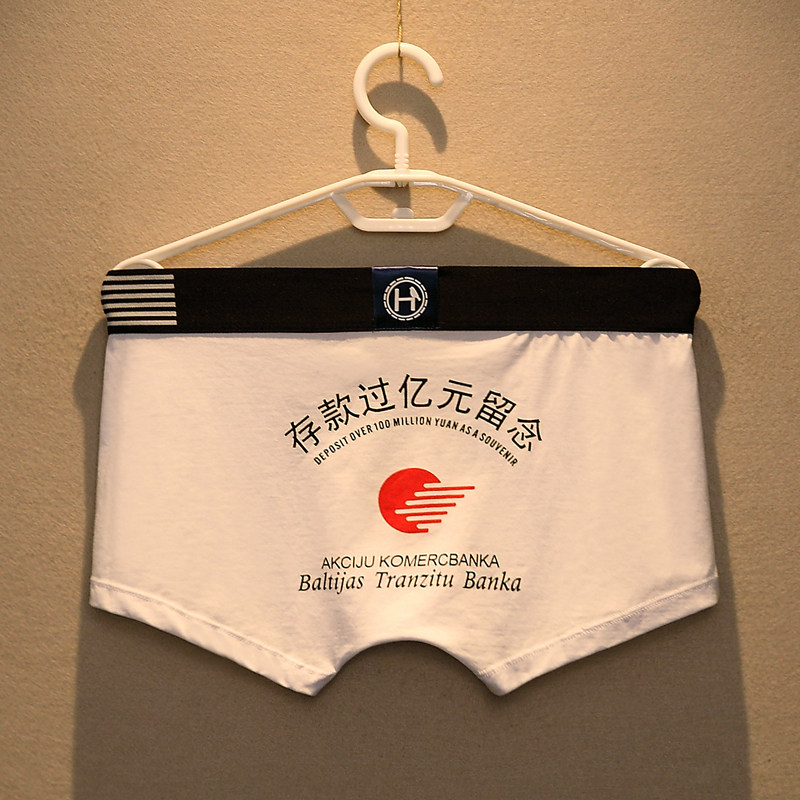 H
存款过亿元留念
DEPOSIT OVER 100 MILLION YUAN AS A SOUVENIR
AKCIJU KOMERCBANKA
Baltijas Tranzitu Banka